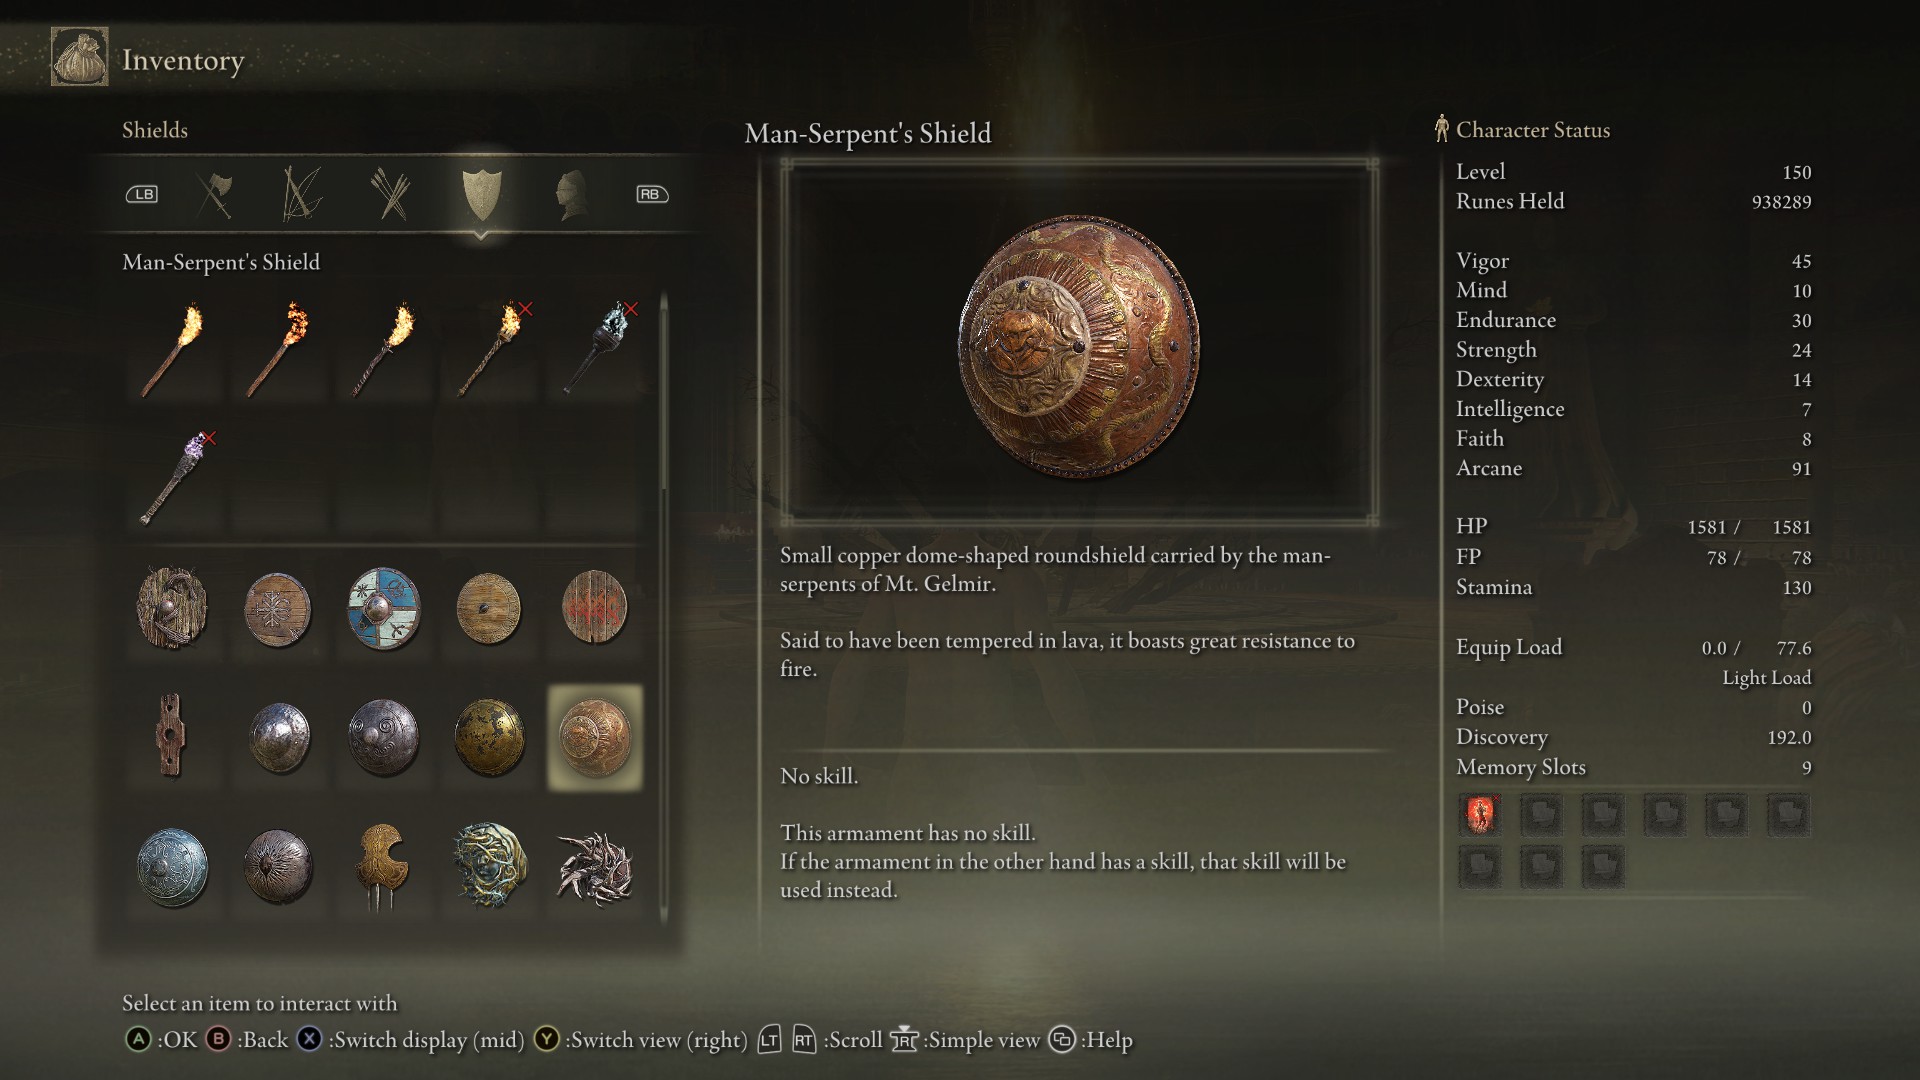 Inventory
Shields
LB
RB
Man-Serpent's Shield
Man-Serpent's Shield
Small copper dome-shaped roundshield carried by the man-
serpents of Mt. Gelmir.
Said to have been tempered in lava, it boasts great resistance to
fire.
No skill.
This armament has no skill.
If the armament in the other hand has a skill, that skill will be
used instead.
Character Status
Level 150
Runes Held 938289
Vigor 45
Mind 10
Endurance 30
Strength 24
Dexterity 14
Intelligence 7
Faith 8
Arcane 91
HP 1581 / 1581
FP 78 / 78
Stamina 130
Equip Load 0.0 / 77.6
Light Load
Poise 0
Discovery 192.0
Memory Slots 9
Select an item to interact with
A :OK B :Back X :Switch display (mid) Y :Switch view (right) LT RT :Scroll R :Simple view :Help